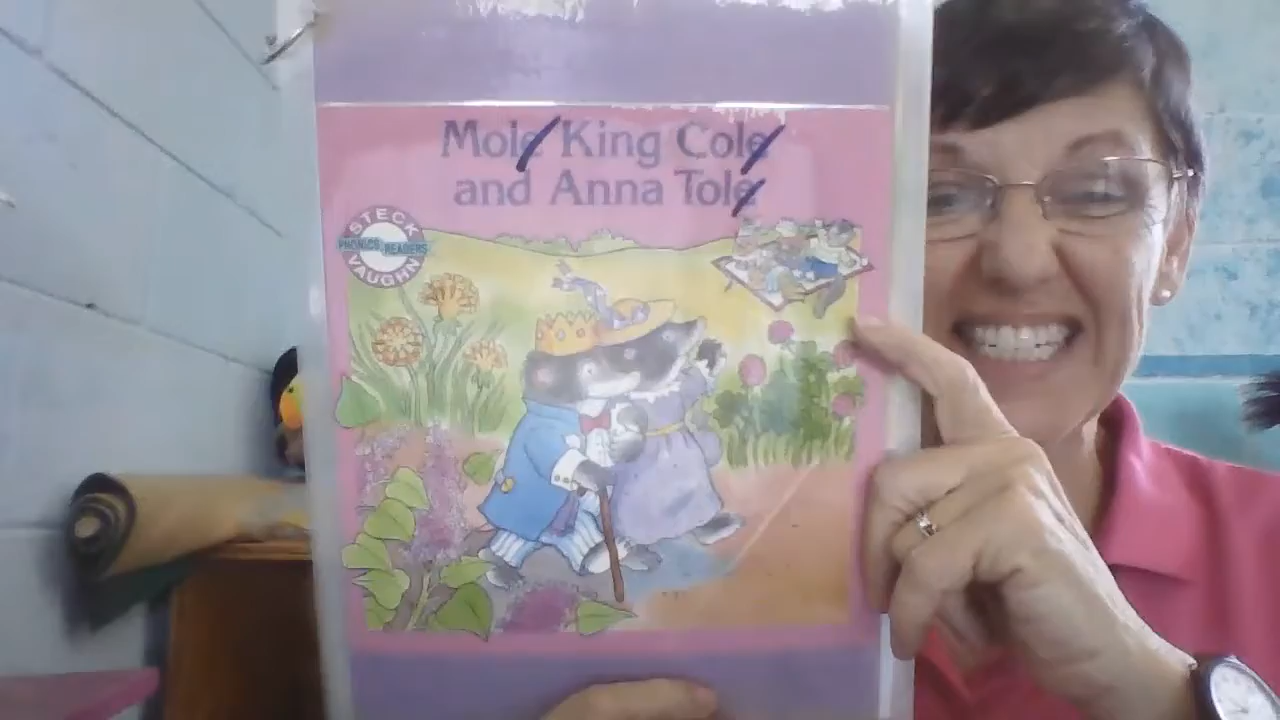 Mole King Cole
and Anna Tole
STECK
PHONICS READERS
VAUGHN